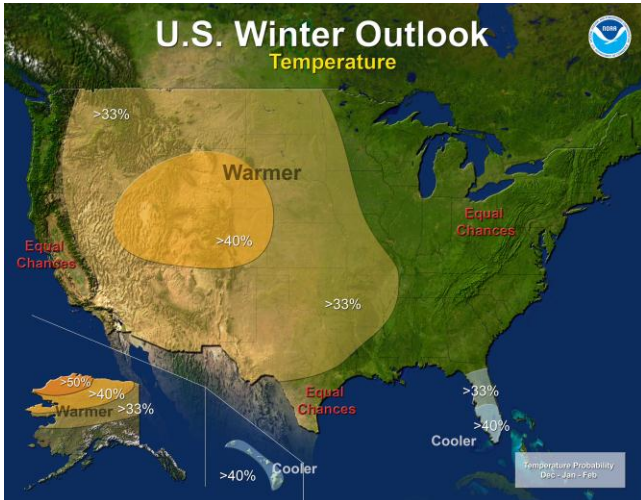 U.S. Winter Outlook
Temperature
NOAA
>33%
Warmer
>40%
Equal
Chances
Equal
Chances
>33%
>50%
>40%
Warmer
>33%
Equal
Chances
>33%
>40%
Cooler
>40%
Cooler
Temperature Probability
Dec - Jan - Feb